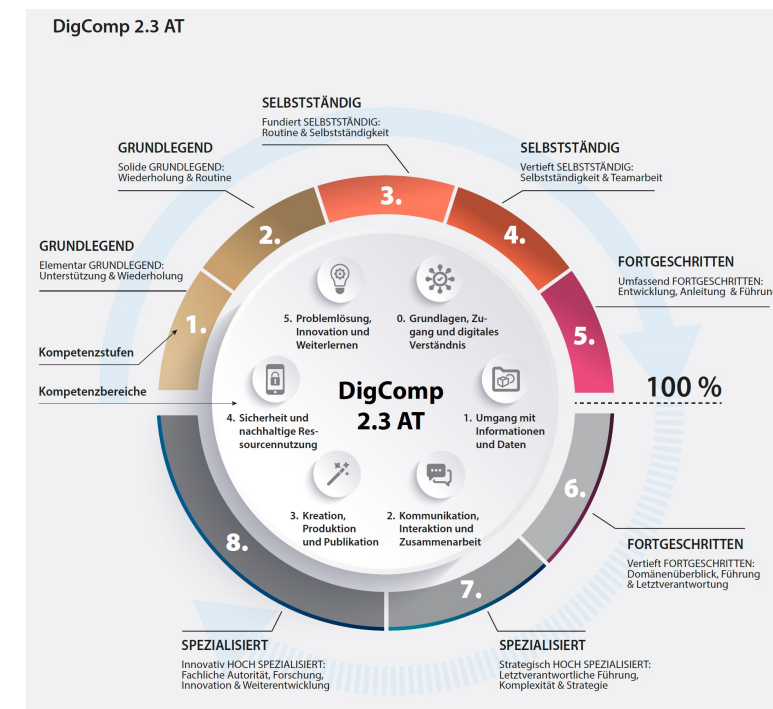 DigComp 2.3 AT
SELBSTSTÄNDIG
Fundiert SELBSTSTÄNDIG:
Routine & Selbstständigkeit
GRUNDLEGEND
Solide GRUNDLEGEND:
Wiederholung & Routine
SELBSTSTÄNDIG
Vertieft SELBSTSTÄNDIG:
Selbstständigkeit & Teamarbeit
GRUNDLEGEND
Elementar GRUNDLEGEND:
Unterstützung & Wiederholung
FORTGESCHRITTEN
Umfassend FORTGESCHRITTEN:
Entwicklung, Anleitung & Führun
1.
2.
3.
4.
5.
Kompetenzstufen
Kompetenzbereiche
100 %
5. Problemlösung,
Innovation und
Weiterlernen
0. Grundlagen, Zu-
gang und digitales
Verständnis
4. Sicherheit und
nachhaltige Res-
sourcennutzung
DigComp
2.3 AT
1. Umgang mit
Informationen
und Daten
3. Kreation,
Produktion
und Publikation
2. Kommunikation,
Interaktion und
Zusammenarbeit
6.
7.
8.
FORTGESCHRITTEN
Vertieft FORTGESCHRITTEN:
Domänenüberblick, Führung
& Letztverantwortung
SPEZIALISIERT
Innovativ HOCH SPEZIALISIERT:
Fachliche Autorität, Forschung,
Innovation & Weiterentwicklung
SPEZIALISIERT
Strategisch HOCH SPEZIALISIERT:
Letztverantwortliche Führung,
Komplexität & Strategie